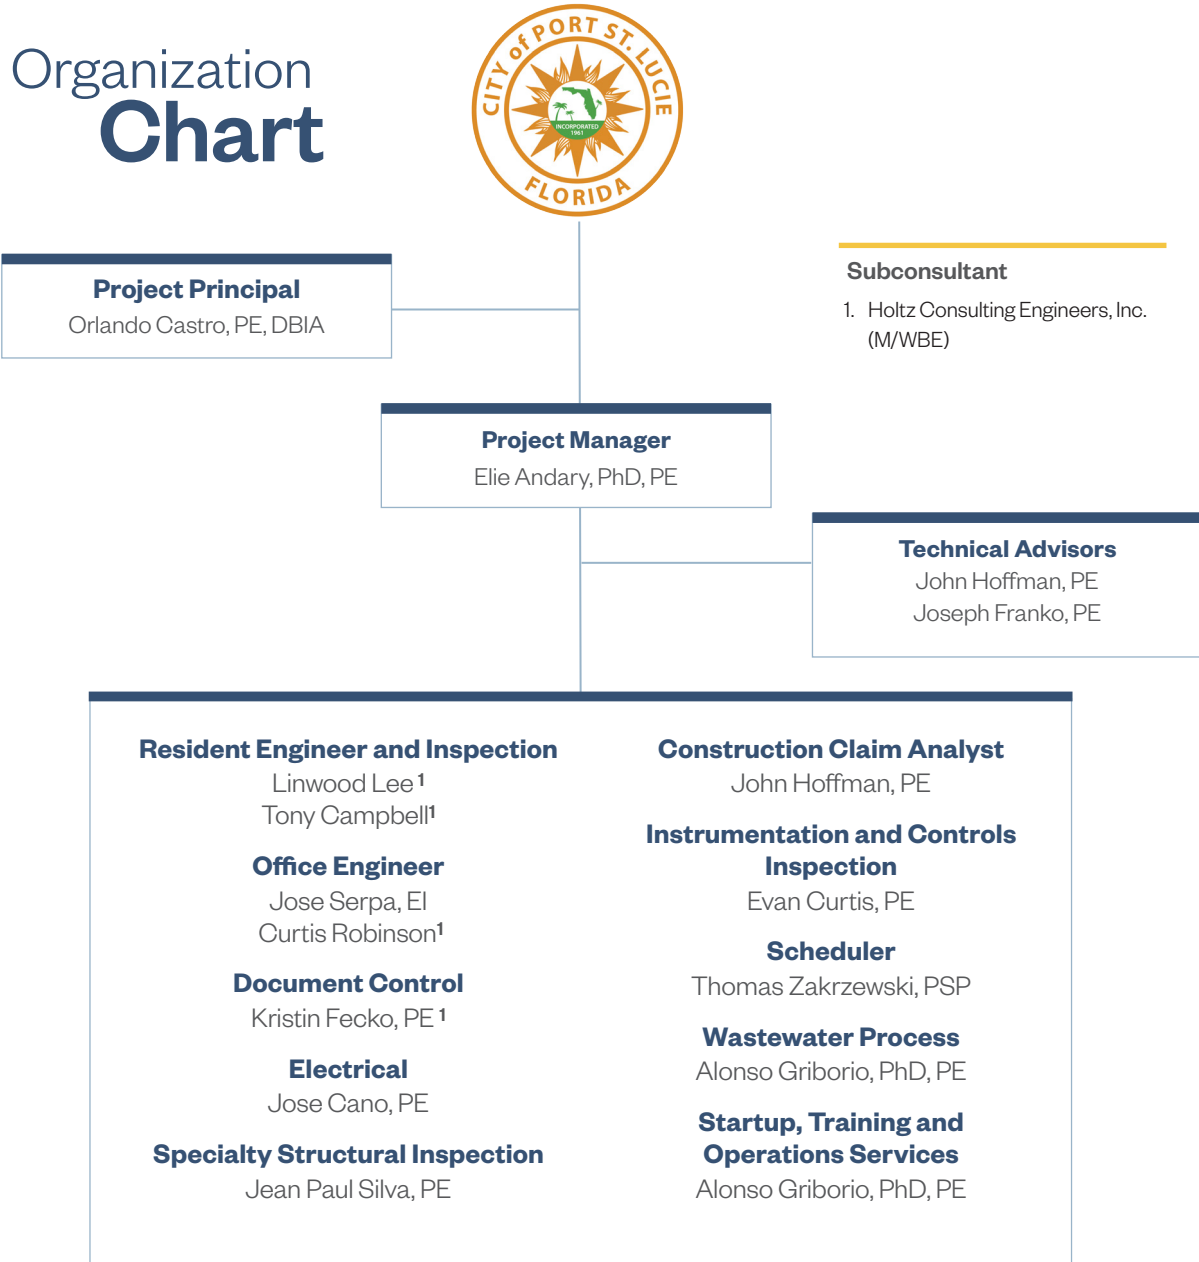 Organization
Chart
CITY of PORT ST. LUCIE
INCORPORATED
1961
FLORIDA
Project Principal
Orlando Castro, PE, DBIA
Subconsultant
1. Holtz Consulting Engineers, Inc.
(M/WBE)
Project Manager
Elie Andary, PhD, PE
Technical Advisors
John Hoffman, PE
Joseph Franko, PE
Resident Engineer and Inspection
Linwood Lee 1
Tony Campbell1
Office Engineer
Jose Serpa, EI
Curtis Robinson1
Document Control
Kristin Fecko, PE 1
Electrical
Jose Cano, PE
Specialty Structural Inspection
Jean Paul Silva, PE
Construction Claim Analyst
John Hoffman, PE
Instrumentation and Controls
Inspection
Evan Curtis, PE
Scheduler
Thomas Zakrzewski, PSP
Wastewater Process
Alonso Griborio, PhD, PE
Startup, Training and
Operations Services
Alonso Griborio, PhD, PE